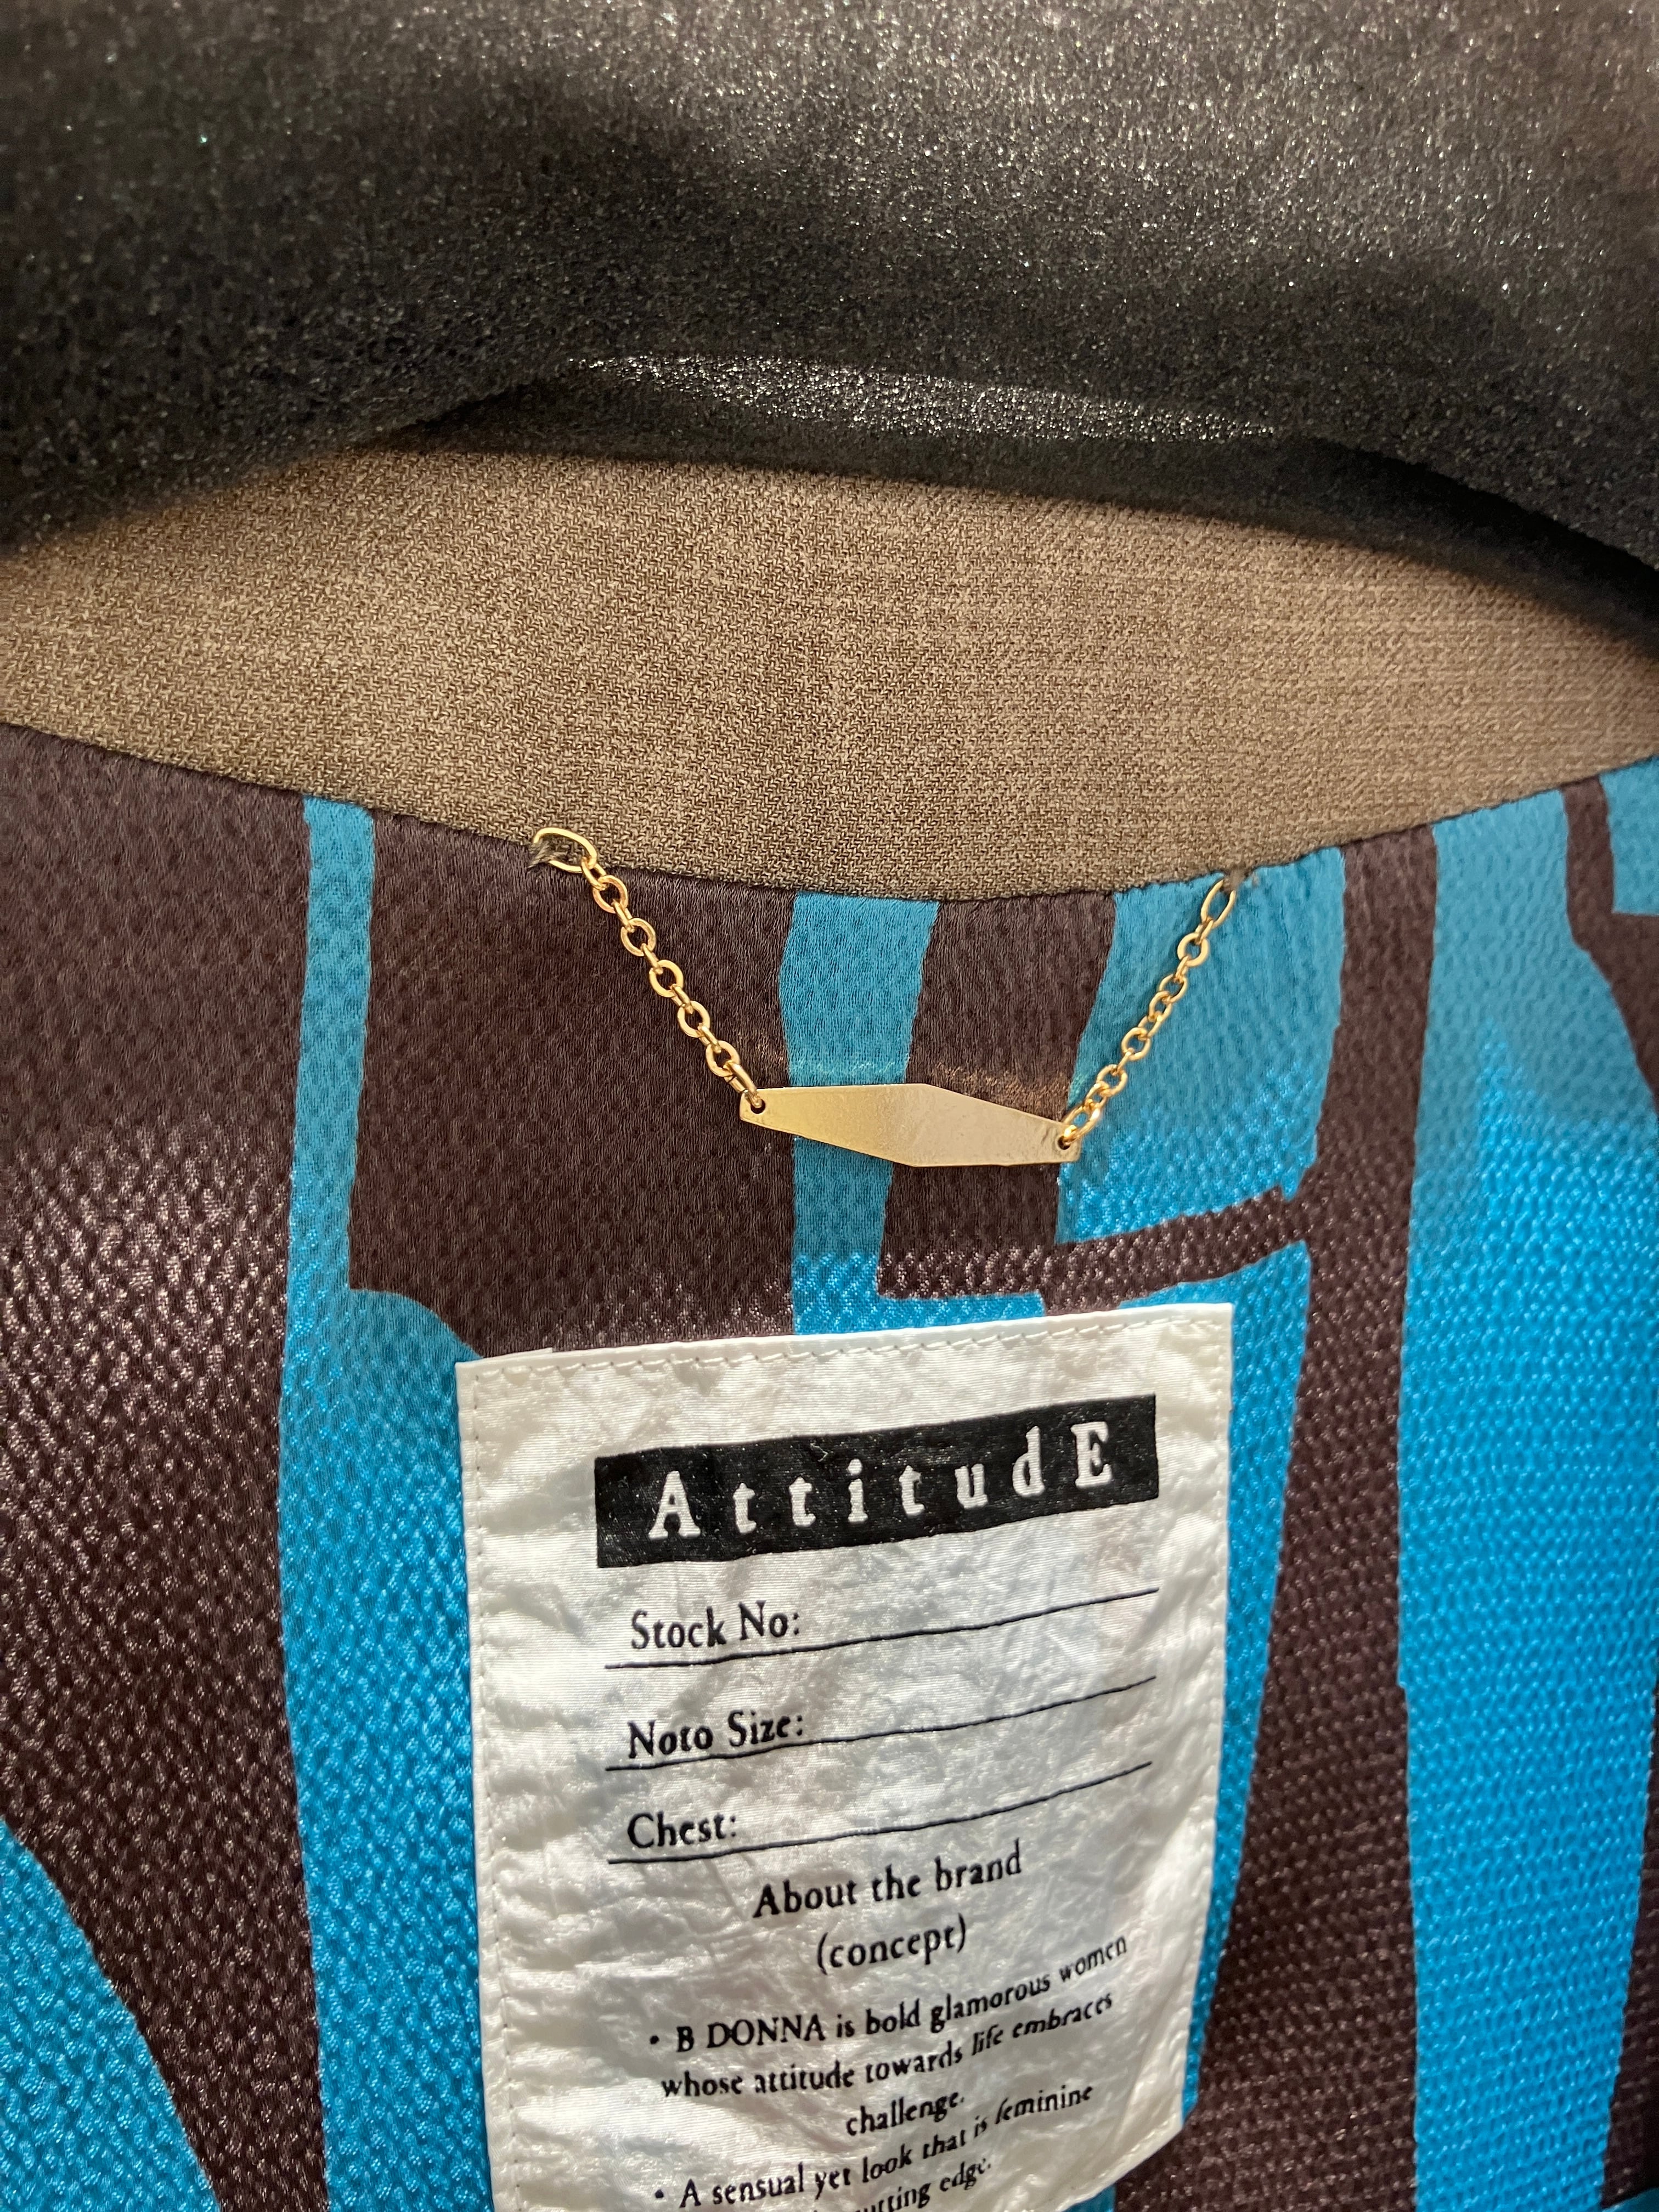 AttitudE
Stock No:
Noto Size:
Chest:
About the brand
(concept)
• B DONNA is bold glamorous women
whose attitude towards life embraces
challenge.
• A sensual yet look that is feminine
edge.